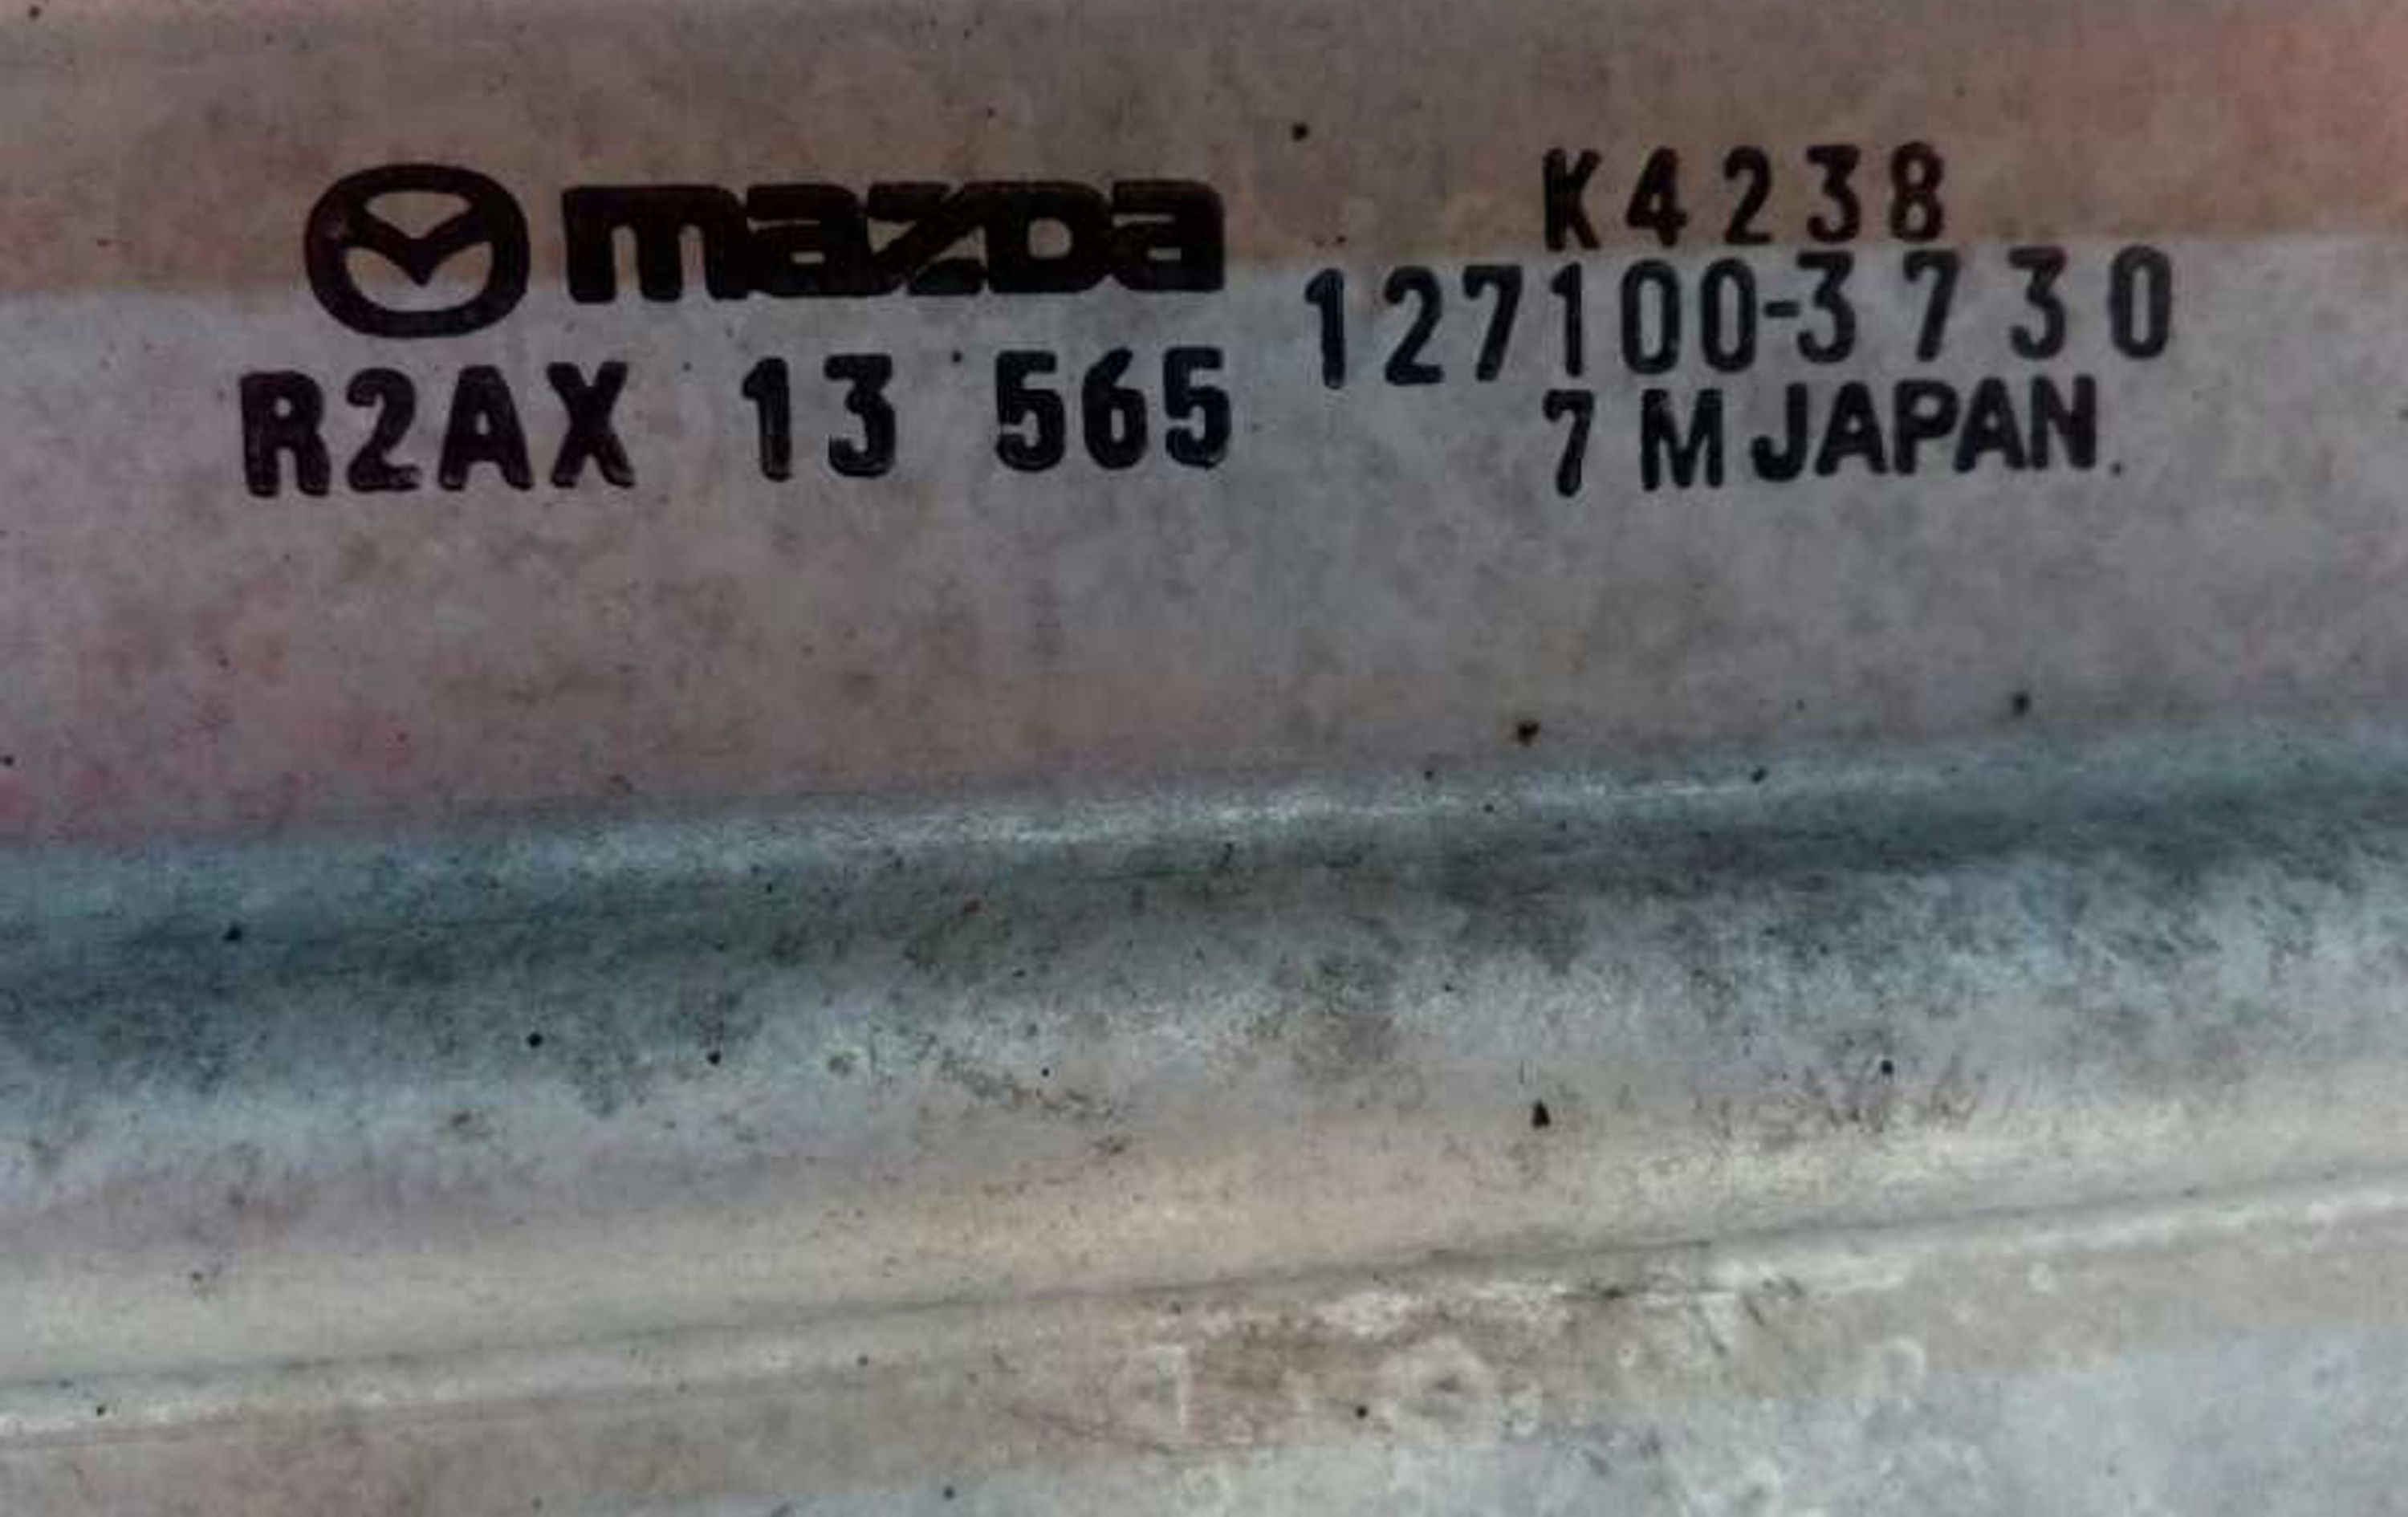 mazda
R2AX 13 565
K4238
127100-3730
7 M JAPAN.